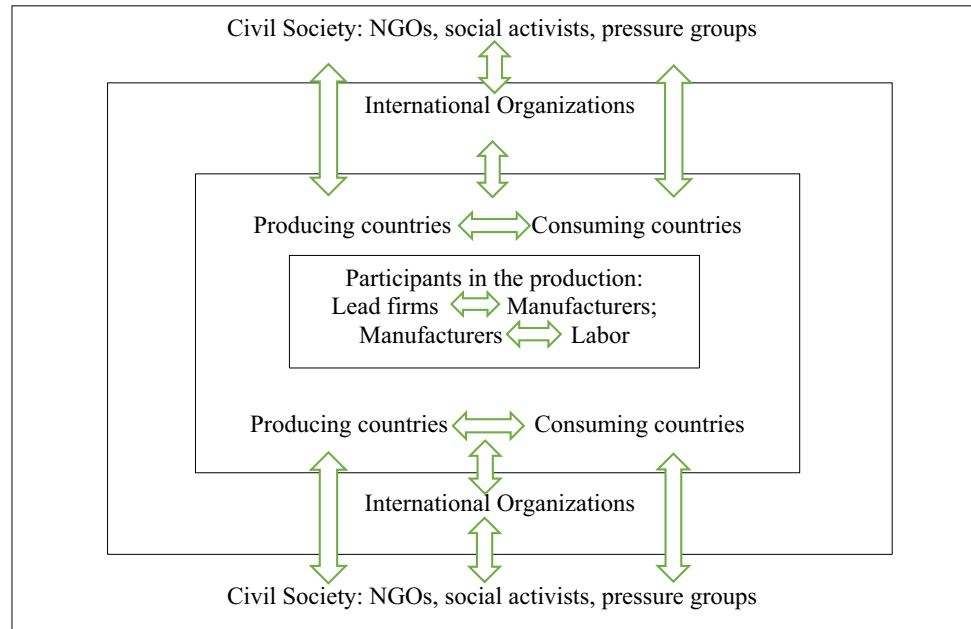 Civil Society: NGOs, social activists, pressure groups
International Organizations
Producing countries Consuming countries
Participants in the production:
Lead firms Manufacturers;
Manufacturers Labor
Producing countries Consuming countries
International Organizations
Civil Society: NGOs, social activists, pressure groups